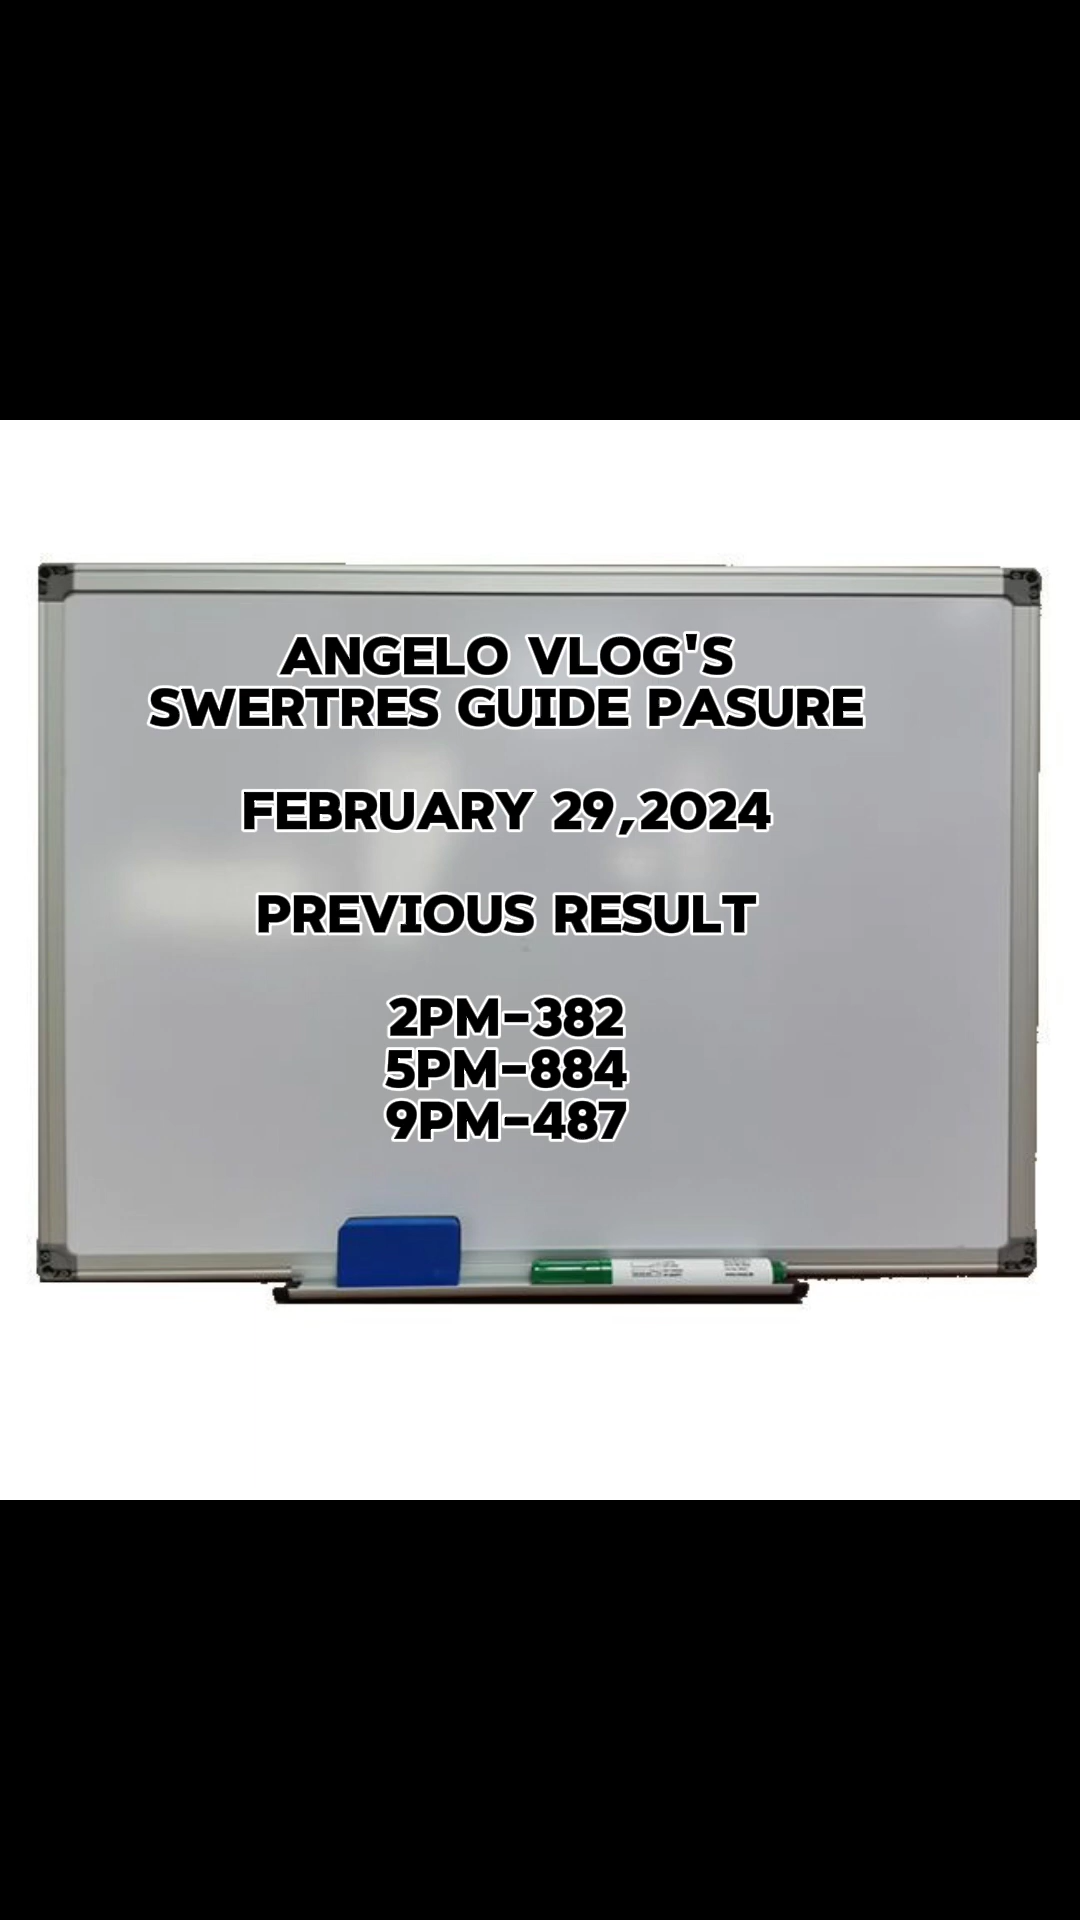 ANGELO VLOG'S
SWERTRES GUIDE PASURE
FEBRUARY 29,2024
PREVIOUS RESULT
2PM-382
5PM-884
9PM-487